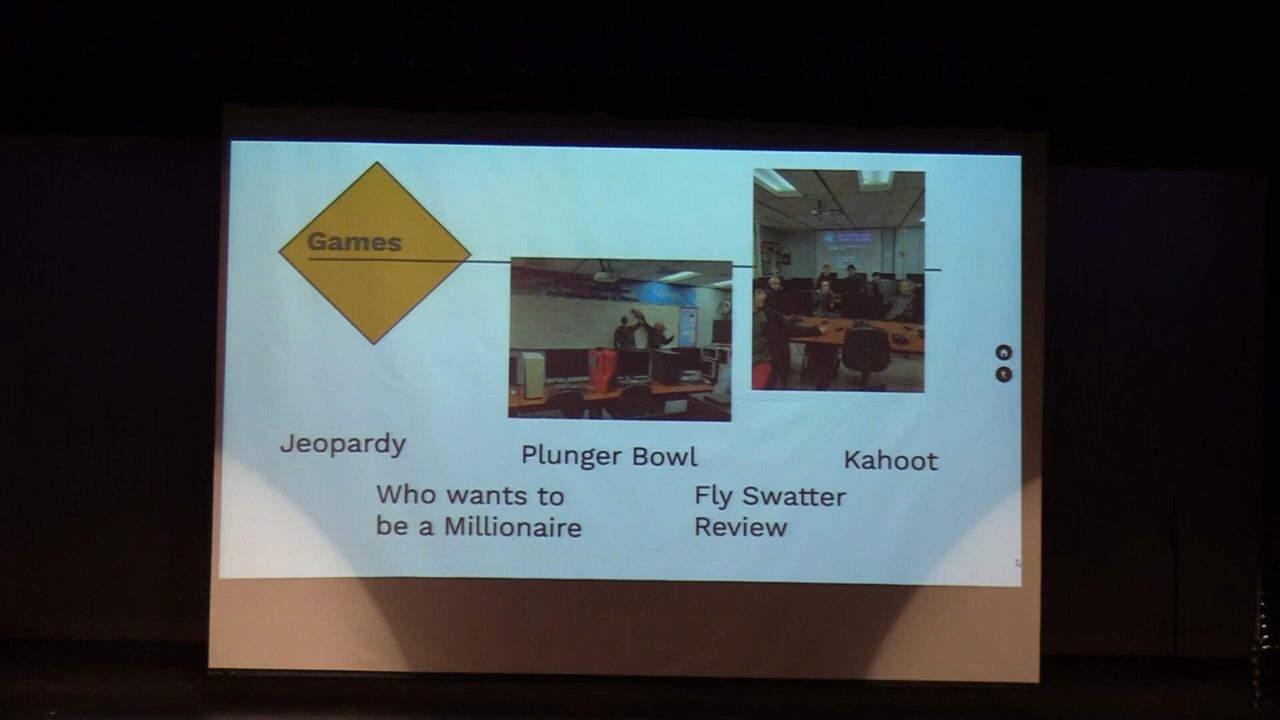 Games
Jeopardy
Plunger Bowl
Kahoot
Who wants to
be a Millionaire
Fly Swatter
Review